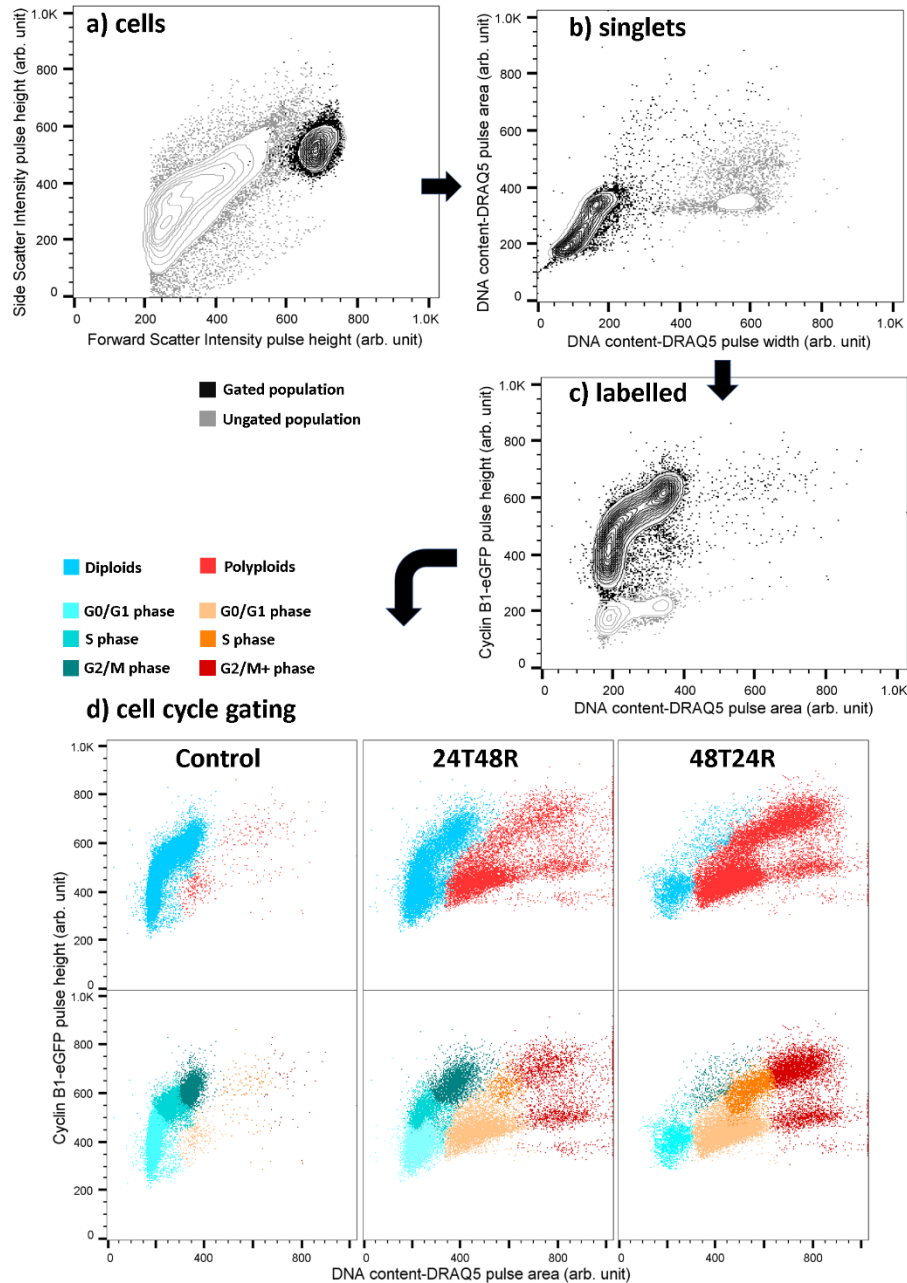 a) cells
Side Scatter Intensity pulse height (arb. unit)
1.0K
800
600
400
200
0
0 200 400 600 800 1.0K
Forward Scatter Intensity pulse height (arb. unit)
b) singlets
DNA content-DRAQ5 pulse area (arb. unit)
1.0K
800
600
400
200
0
0 200 400 600 800 1.0K
DNA content-DRAQ5 pulse width (arb. unit)
Gated population
Ungated population
c) labelled
Cyclin B1-eGFP pulse height (arb. unit)
1.0K
800
600
400
200
0
0 200 400 600 800 1.0K
DNA content-DRAQ5 pulse area (arb. unit)
Diploids Polyploids
G0/G1 phase G0/G1 phase
S phase S phase
G2/M phase G2/M+ phase
d) cell cycle gating
Control 24T48R 48T24R
Cyclin B1-eGFP pulse height (arb. unit)
1.0K
800
600
400
200
0
1.0K
800
600
400
200
0
0 400 800 0 400 800 0 400 800
DNA content-DRAQ5 pulse area (arb. unit)